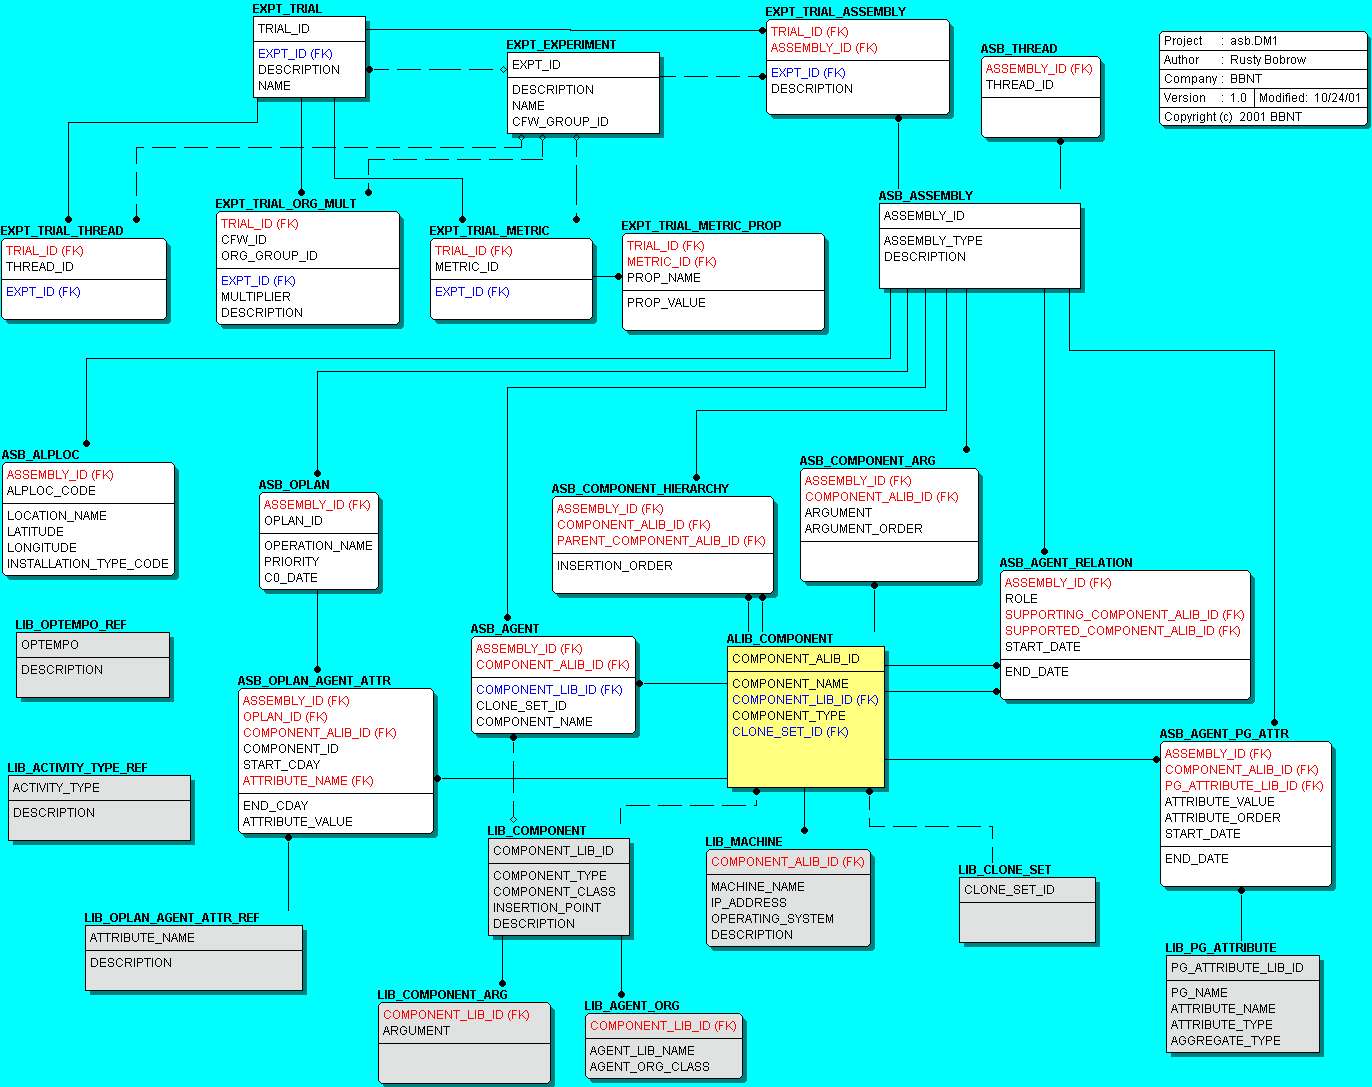 EXPT_TRIAL
TRIAL_ID
EXPT_ID (FK)
DESCRIPTION
NAME
EXPT_EXPERIMENT
EXPT_ID
DESCRIPTION
NAME
CFW_GROUP_ID
EXPT_TRIAL_ASSEMBLY
TRIAL_ID (FK)
ASSEMBLY_ID (FK)
EXPT_ID (FK)
DESCRIPTION
ASB_THREAD
ASSEMBLY_ID (FK)
THREAD_ID
Project : asb.DM1
Author : Rusty Bobrow
Company : BBNT
Version : 1.0 Modified: 10/24/01
Copyright (c) 2001 BBNT
EXPT_TRIAL_THREAD
TRIAL_ID (FK)
THREAD_ID
EXPT_ID (FK)
EXPT_TRIAL_ORG_MULT
TRIAL_ID (FK)
CFW_ID
ORG_GROUP_ID
EXPT_ID (FK)
MULTIPLIER
DESCRIPTION
EXPT_TRIAL_METRIC
TRIAL_ID (FK)
METRIC_ID
EXPT_ID (FK)
EXPT_TRIAL_METRIC_PROP
TRIAL_ID (FK)
METRIC_ID (FK)
PROP_NAME
PROP_VALUE
ASB_ASSEMBLY
ASSEMBLY_ID
ASSEMBLY_TYPE
DESCRIPTION
ASB_ALPLOC
ASSEMBLY_ID (FK)
ALPLOC_CODE
LOCATION_NAME
LATITUDE
LONGITUDE
INSTALLATION_TYPE_CODE
ASB_OPLAN
ASSEMBLY_ID (FK)
OPLAN_ID
OPERATION_NAME
PRIORITY
C0_DATE
ASB_COMPONENT_HIERARCHY
ASSEMBLY_ID (FK)
COMPONENT_ALIB_ID (FK)
PARENT_COMPONENT_ALIB_ID (FK)
INSERTION_ORDER
ASB_COMPONENT_ARG
ASSEMBLY_ID (FK)
COMPONENT_ALIB_ID (FK)
ARGUMENT
ARGUMENT_ORDER
ASB_AGENT_RELATION
ASSEMBLY_ID (FK)
ROLE
SUPPORTING_COMPONENT_ALIB_ID (FK)
SUPPORTED_COMPONENT_ALIB_ID (FK)
START_DATE
END_DATE
LIB_OPTEMPO_REF
OPTEMPO
DESCRIPTION
ASB_AGENT
ASSEMBLY_ID (FK)
COMPONENT_ALIB_ID (FK)
COMPONENT_LIB_ID (FK)
CLONE_SET_ID
COMPONENT_NAME
ALIB_COMPONENT
COMPONENT_ALIB_ID
COMPONENT_NAME
COMPONENT_LIB_ID (FK)
COMPONENT_TYPE
CLONE_SET_ID (FK)
ASB_OPLAN_AGENT_ATTR
ASSEMBLY_ID (FK)
OPLAN_ID (FK)
COMPONENT_ALIB_ID (FK)
COMPONENT_ID
START_CDAY
ATTRIBUTE_NAME (FK)
END_CDAY
ATTRIBUTE_VALUE
ASB_AGENT_PG_ATTR
ASSEMBLY_ID (FK)
COMPONENT_ALIB_ID (FK)
PG_ATTRIBUTE_LIB_ID (FK)
ATTRIBUTE_VALUE
ATTRIBUTE_ORDER
START_DATE
END_DATE
LIB_ACTIVITY_TYPE_REF
ACTIVITY_TYPE
DESCRIPTION
LIB_COMPONENT
COMPONENT_LIB_ID
COMPONENT_TYPE
COMPONENT_CLASS
INSERTION_POINT
DESCRIPTION
LIB_MACHINE
COMPONENT_ALIB_ID (FK)
MACHINE_NAME
IP_ADDRESS
OPERATING_SYSTEM
DESCRIPTION
LIB_CLONE_SET
CLONE_SET_ID
LIB_OPLAN_AGENT_ATTR_REF
ATTRIBUTE_NAME
DESCRIPTION
LIB_PG_ATTRIBUTE
PG_ATTRIBUTE_LIB_ID
PG_NAME
ATTRIBUTE_NAME
ATTRIBUTE_TYPE
AGGREGATE_TYPE
LIB_COMPONENT_ARG
COMPONENT_LIB_ID (FK)
ARGUMENT
LIB_AGENT_ORG
COMPONENT_LIB_ID (FK)
AGENT_LIB_NAME
AGENT_ORG_CLASS